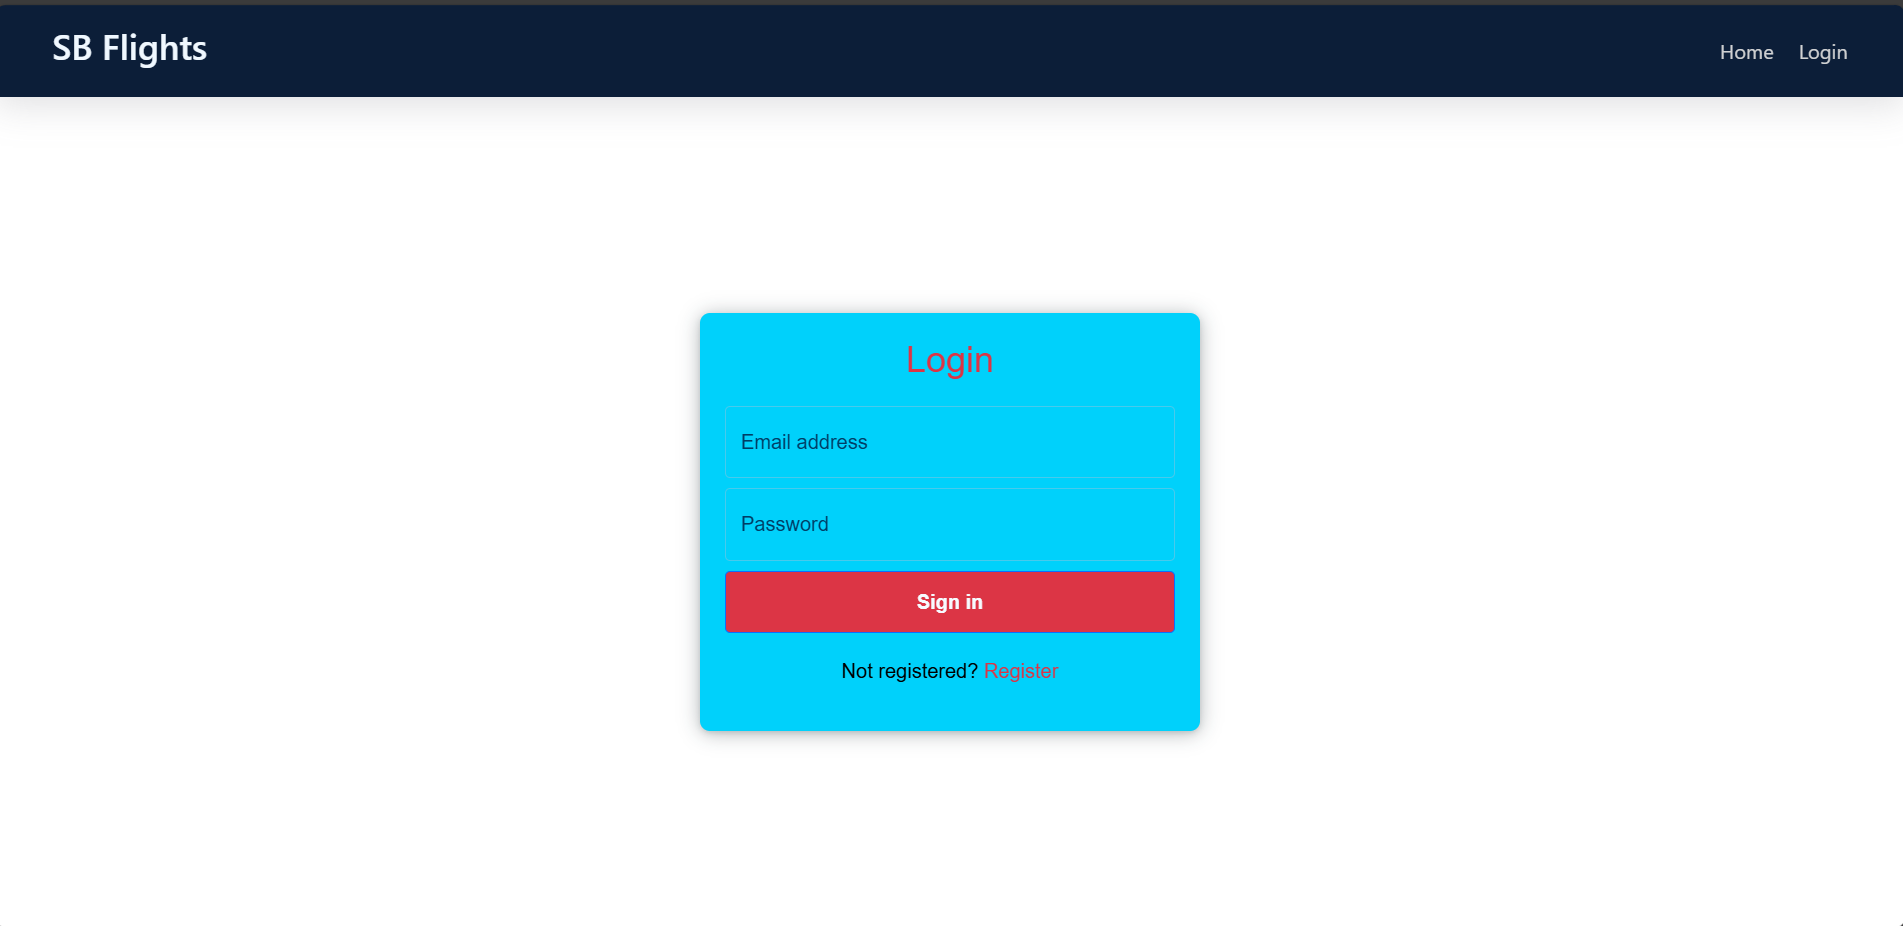 SB Flights
Home Login
Login
Email address
Password
Sign in
Not registered? Register